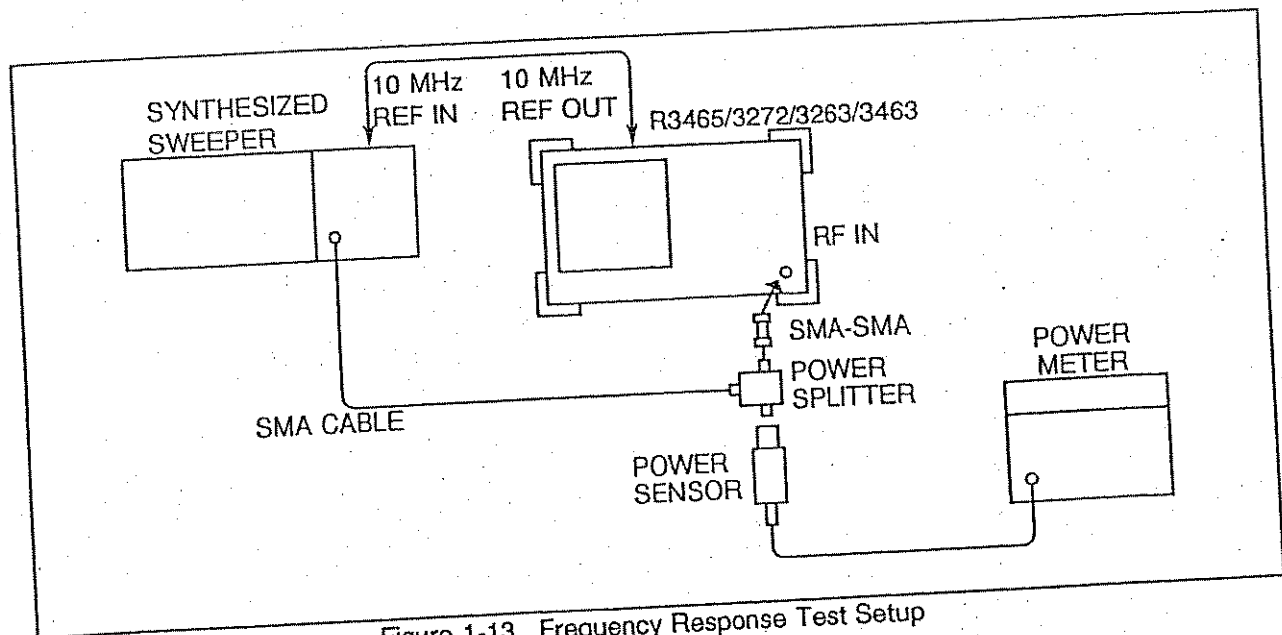 10 MHz
REF IN
10 MHz
REF OUT
SYNTHESIZED
SWEEPER
R3465/3272/3263/3463
RF IN
SMA-SMA
POWER
SPLITTER
POWER
METER
SMA CABLE
POWER
SENSOR
Figure 1-13 Frequency Response Test Setup